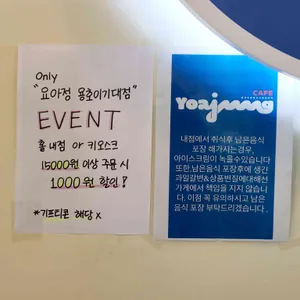 Only
"요아정 용호이기대점"
EVENT
홀 내점 or 키오스크
15000원 이상 주문 시
1000원 할인!
*기프티콘 해당 x
CAFE
Yoajung
내점에서 취식후 남은음식
포장 해가시는경우,
아이스크림이 녹을수있습니다
또한,남은음식 포장후에 생긴
과일갈변&상품변질에대해선
가게에서 책임을 지지 않습니
다. 이점 꼭 유의하시고 남은
음식 포장 부탁드리겠습니다.